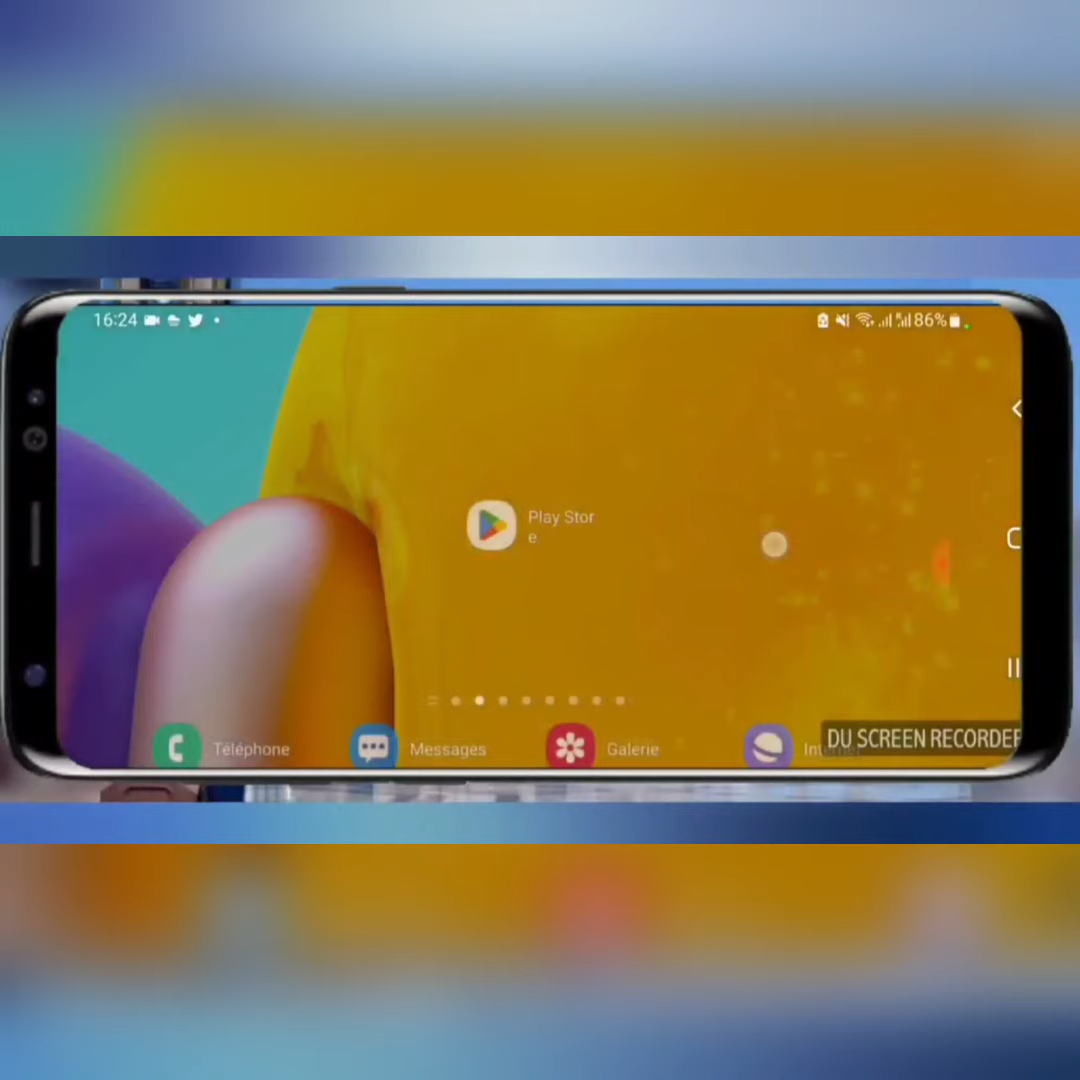 16:24
86%
Play Stor
e
Téléphone
Messages
Galerie
DU SCREEN RECORDER